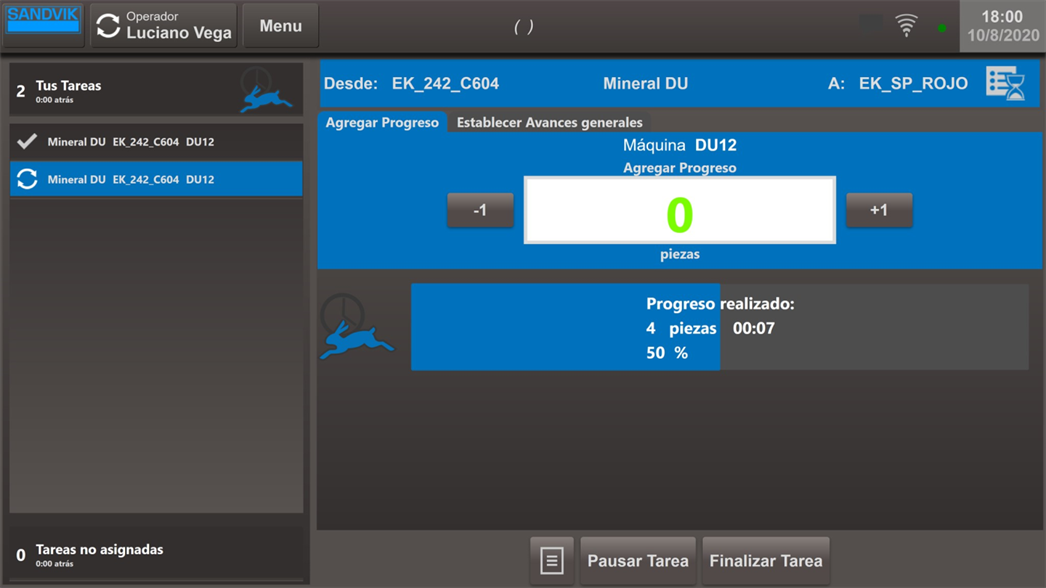 SANDVIK
Operador
Luciano Vega
Menu
( )
18:00
10/8/2020
2 Tus Tareas
0:00 atrás
Mineral DU EK_242_C604 DU12
Mineral DU EK_242_C604 DU12
0 Tareas no asignadas
0:00 atrás
Desde: EK_242_C604 Mineral DU A: EK_SP_ROJO
Agregar Progreso Establecer Avances generales
Máquina DU12
Agregar Progreso
-1 0 +1
piezas
Progreso realizado:
4 piezas 00:07
50 %
Pausar Tarea Finalizar Tarea